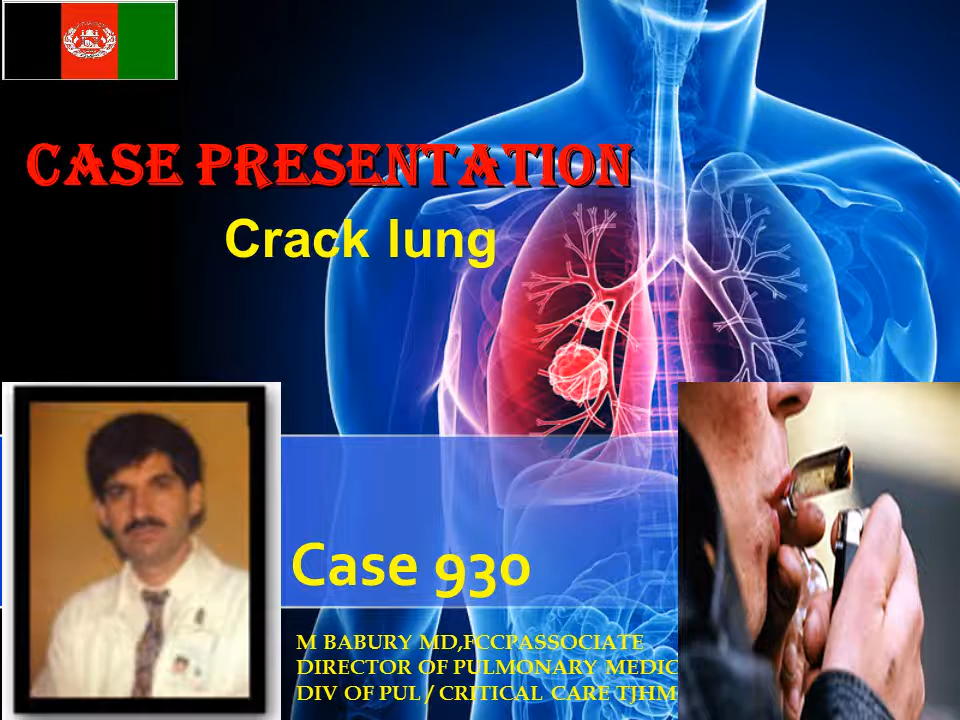 CASE PRESENTATION
Crack lung
Case 930
M BABURY MD,FCCPASSOCIATE
DIRECTOR OF PULMONARY MEDIC
DIV OF PUL / CRITICAL CARE TJHM